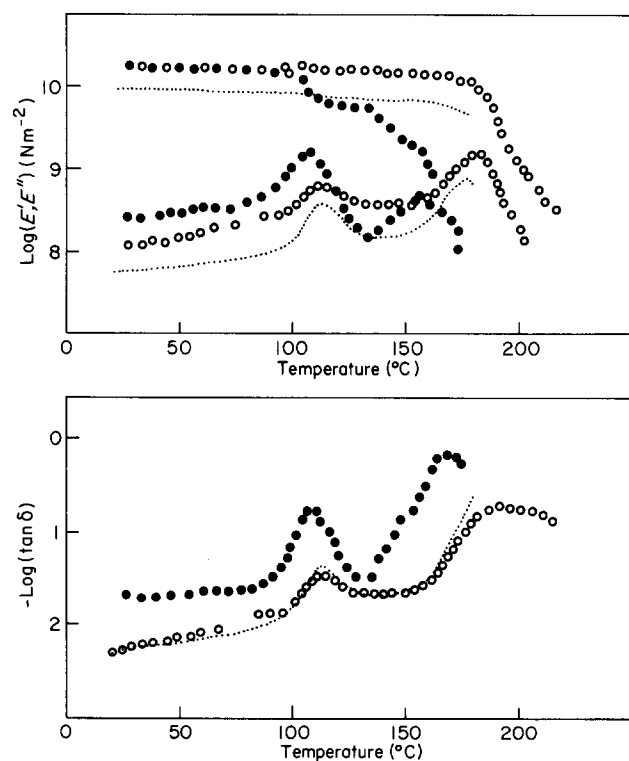 10
9
8
Log(E′,E″) (Nm⁻²)
0 50 100 150 200
Temperature (°C)
0
1
2
-Log (tan δ)
0 50 100 150 200
Temperature (°C)